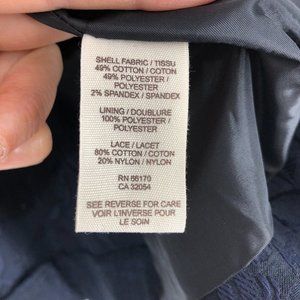 SHELL FABRIC / TISSU
49% COTTON / COTON
49% POLYESTER /
POLYESTER
2% SPANDEX / SPANDEX
LINING / DOUBLURE
100% POLYESTER /
POLYESTER
LACE / LACET
80% COTTON / COTON
20% NYLON / NYLON
RN 66170
CA 32054
SEE REVERSE FOR CARE
VOIR L'INVERSE POUR
LE SOIN